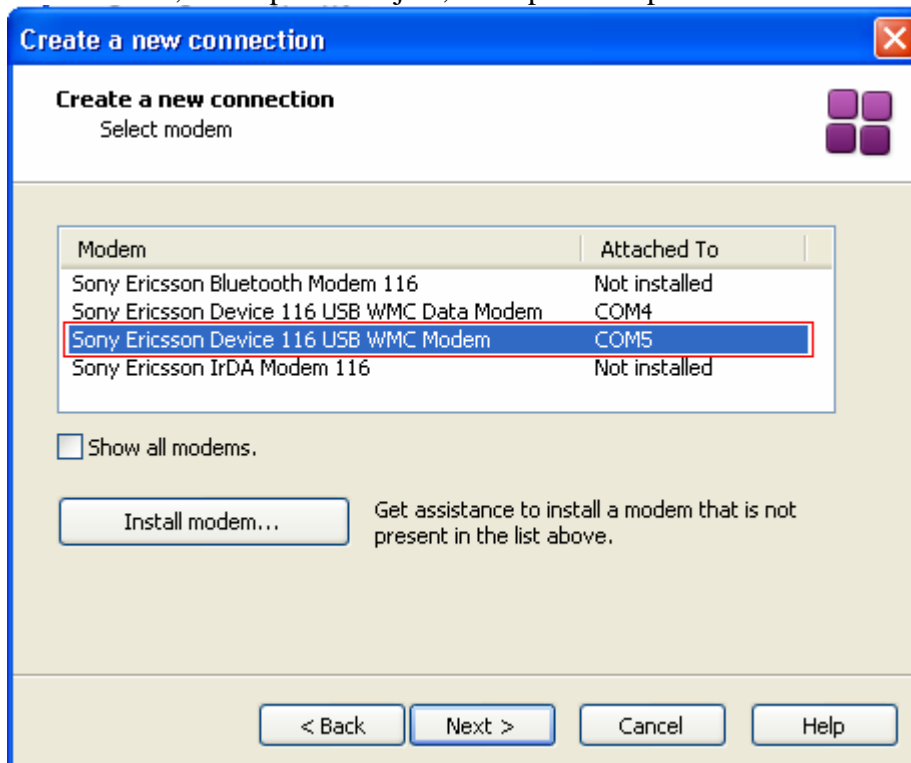 Create a new connection
Create a new connection
Select modem
Modem Attached To
Sony Ericsson Bluetooth Modem 116 Not installed
Sony Ericsson Device 116 USB WMC Data Modem COM4
Sony Ericsson Device 116 USB WMC Modem COM5
Sony Ericsson IrDA Modem 116 Not installed
Show all modems.
Install modem... Get assistance to install a modem that is not
present in the list above.
< Back Next > Cancel Help